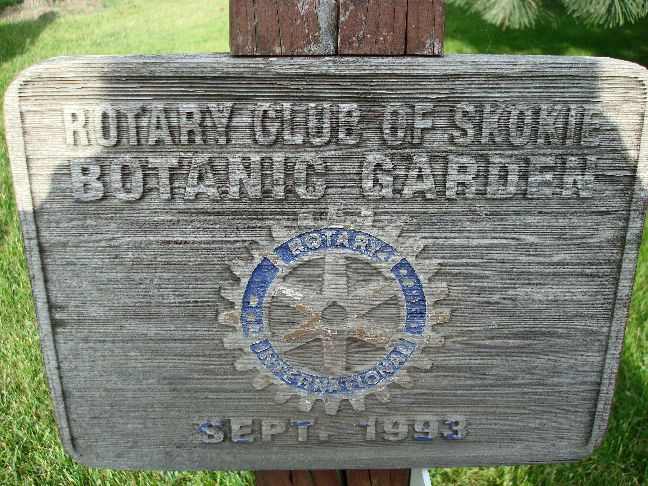 ROTARY CLUB OF SKOKIE
BOTANIC GARDEN
ROTARY
INTERNATIONAL
SEPT. 1993